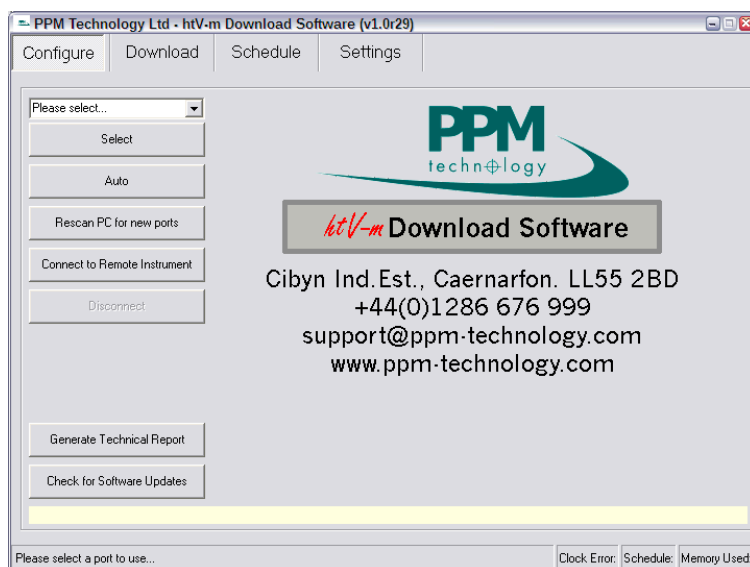 PPM Technology Ltd - htV-m Download Software (v1.0r29)
Configure Download Schedule Settings
Please select...
Select
Auto
Rescan PC for new ports
Connect to Remote Instrument
Disconnect
Generate Technical Report
Check for Software Updates
PPM
technology
htV-m Download Software
Cibyn Ind.Est., Caernarfon. LL55 2BD
+44(0)1286 676 999
support@ppm-technology.com
www.ppm-technology.com
Please select a port to use...
Clock Error: Schedule: Memory Used: